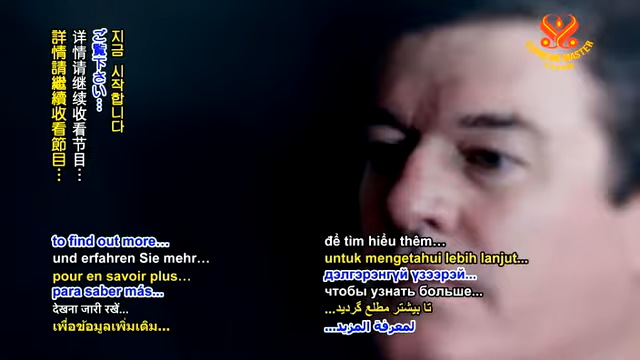 詳情請繼續收看節目…
详情请继续收看节目…
ご覧下さい…
지금 시작합니다
SUPREME MASTER
to find out more...
und erfahren Sie mehr…
pour en savoir plus…
para saber más...
देखना जारी रखें...
เพื่อข้อมูลเพิ่มเติม...
để tìm hiểu thêm…
untuk mengetahui lebih lanjut...
дэлгэрэнгүй үзээрэй...
чтобы узнать больше...
تا بیشتر مطلع گردید...
لمعرفة المزيد...